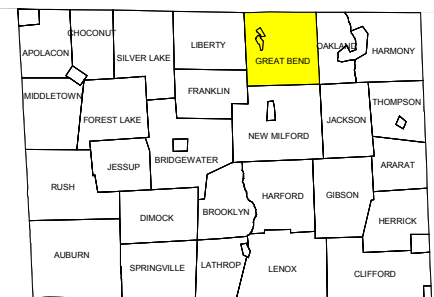 CHOCONUT
APOLACON
SILVER LAKE
LIBERTY
GREAT BEND
OAKLAND
HARMONY
MIDDLETOWN
FOREST LAKE
FRANKLIN
NEW MILFORD
JACKSON
THOMPSON
RUSH
JESSUP
BRIDGEWATER
HARFORD
GIBSON
ARARAT
HERRICK
DIMOCK
BROOKLYN
AUBURN
SPRINGVILLE
LATHROP
LENOX
CLIFFORD